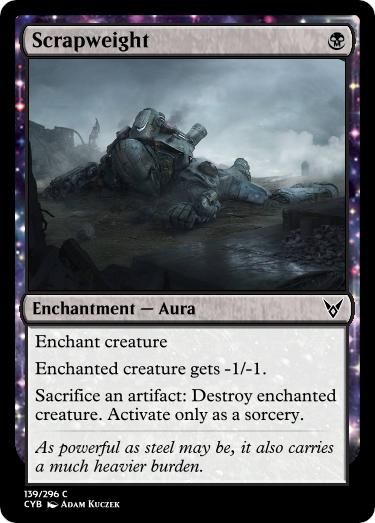 Scrapweight
Enchantment — Aura
Enchant creature
Enchanted creature gets -1/-1.
Sacrifice an artifact: Destroy enchanted
creature. Activate only as a sorcery.
As powerful as steel may be, it also carries
a much heavier burden.
139/296 C
CYB Adam Kuczek